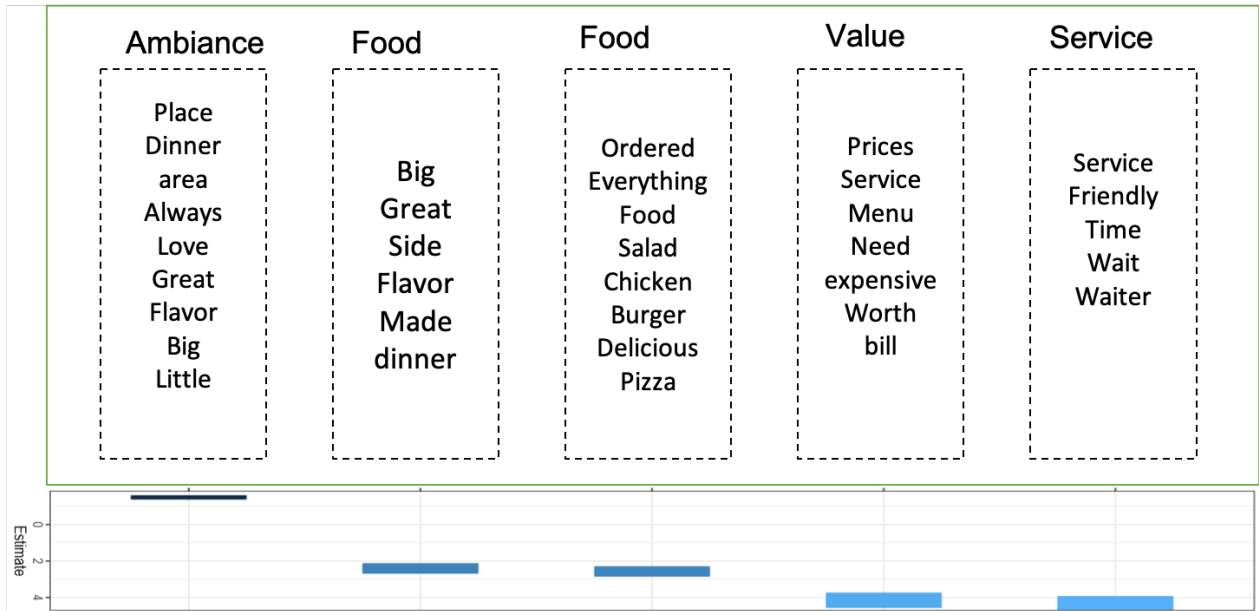 Ambiance
Place
Dinner
area
Always
Love
Great
Flavor
Big
Little
Food
Big
Great
Side
Flavor
Made
dinner
Food
Ordered
Everything
Food
Salad
Chicken
Burger
Delicious
Pizza
Value
Prices
Service
Menu
Need
expensive
Worth
bill
Service
Service
Friendly
Time
Wait
Waiter
Estimate
0
2
4